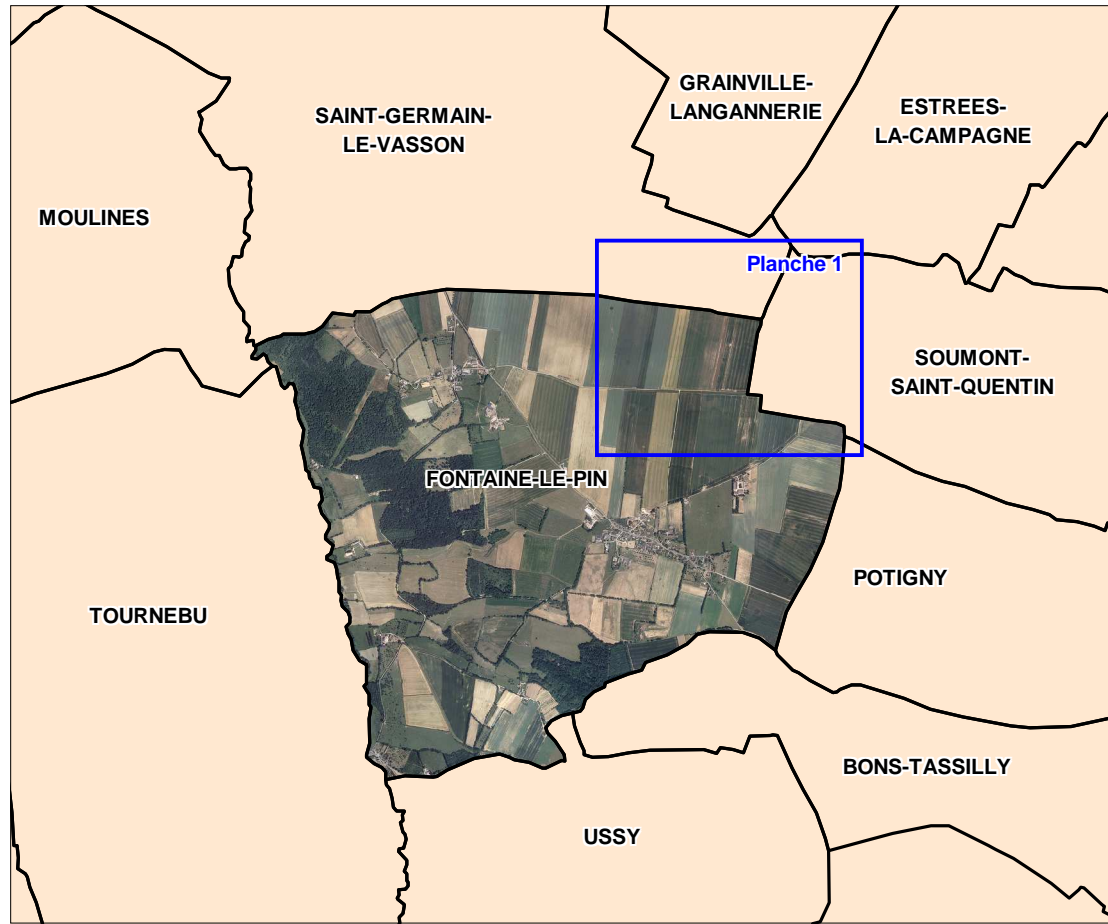 GRAINVILLE-
LANGANNERIE
SAINT-GERMAIN-
LE-VASSON
ESTREES-
LA-CAMPAGNE
MOULINES
Planche 1
SOUMONT-
SAINT-QUENTIN
FONTAINE-LE-PIN
POTIGNY
TOURNEBU
BONS-TASSILLY
USSY